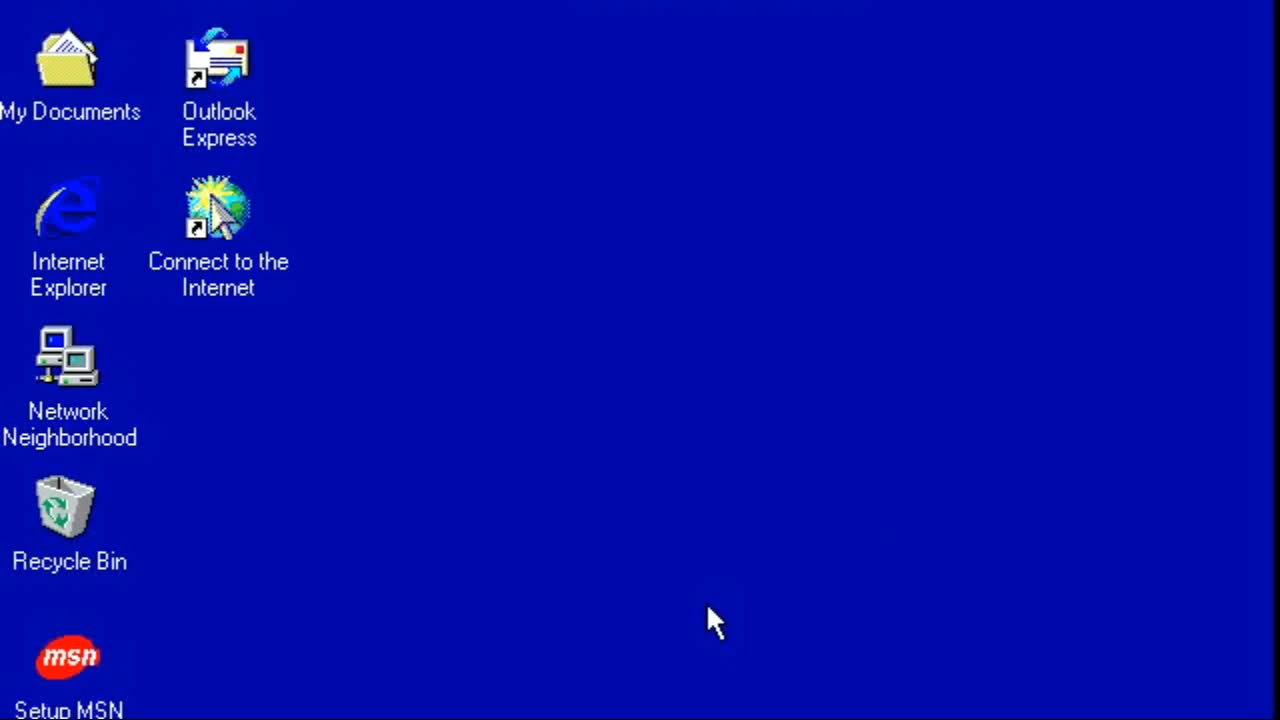 My Documents
Outlook
Express
Internet
Explorer
Connect to the
Internet
Network
Neighborhood
Recycle Bin
msn
Setup MSN